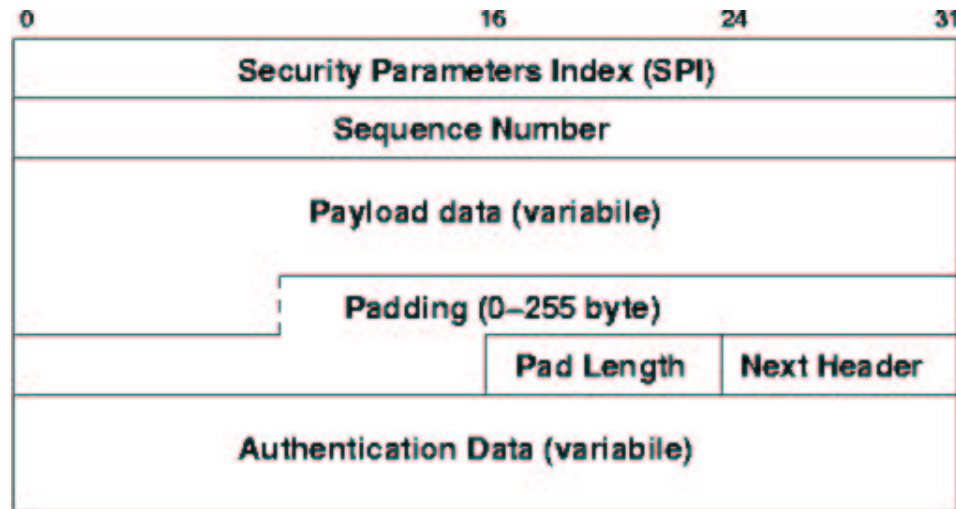 0 16 24 31
Security Parameters Index (SPI)
Sequence Number
Payload data (variabile)
Padding (0–255 byte)
Pad Length Next Header
Authentication Data (variabile)